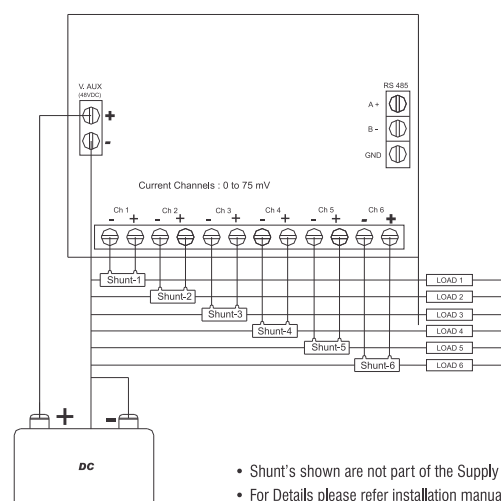 V. AUX
(48VDC)
+
-
RS 485
A +
B -
GND
Current Channels : 0 to 75 mV
Ch 1 Ch 2 Ch 3 Ch 4 Ch 5 Ch 6
- + - + - + - + - + - +
Shunt-1 LOAD 1
Shunt-2 LOAD 2
Shunt-3 LOAD 3
Shunt-4 LOAD 4
Shunt-5 LOAD 5
Shunt-6 LOAD 6
+ -
DC
• Shunt's shown are not part of the Supply
• For Details please refer installation manua